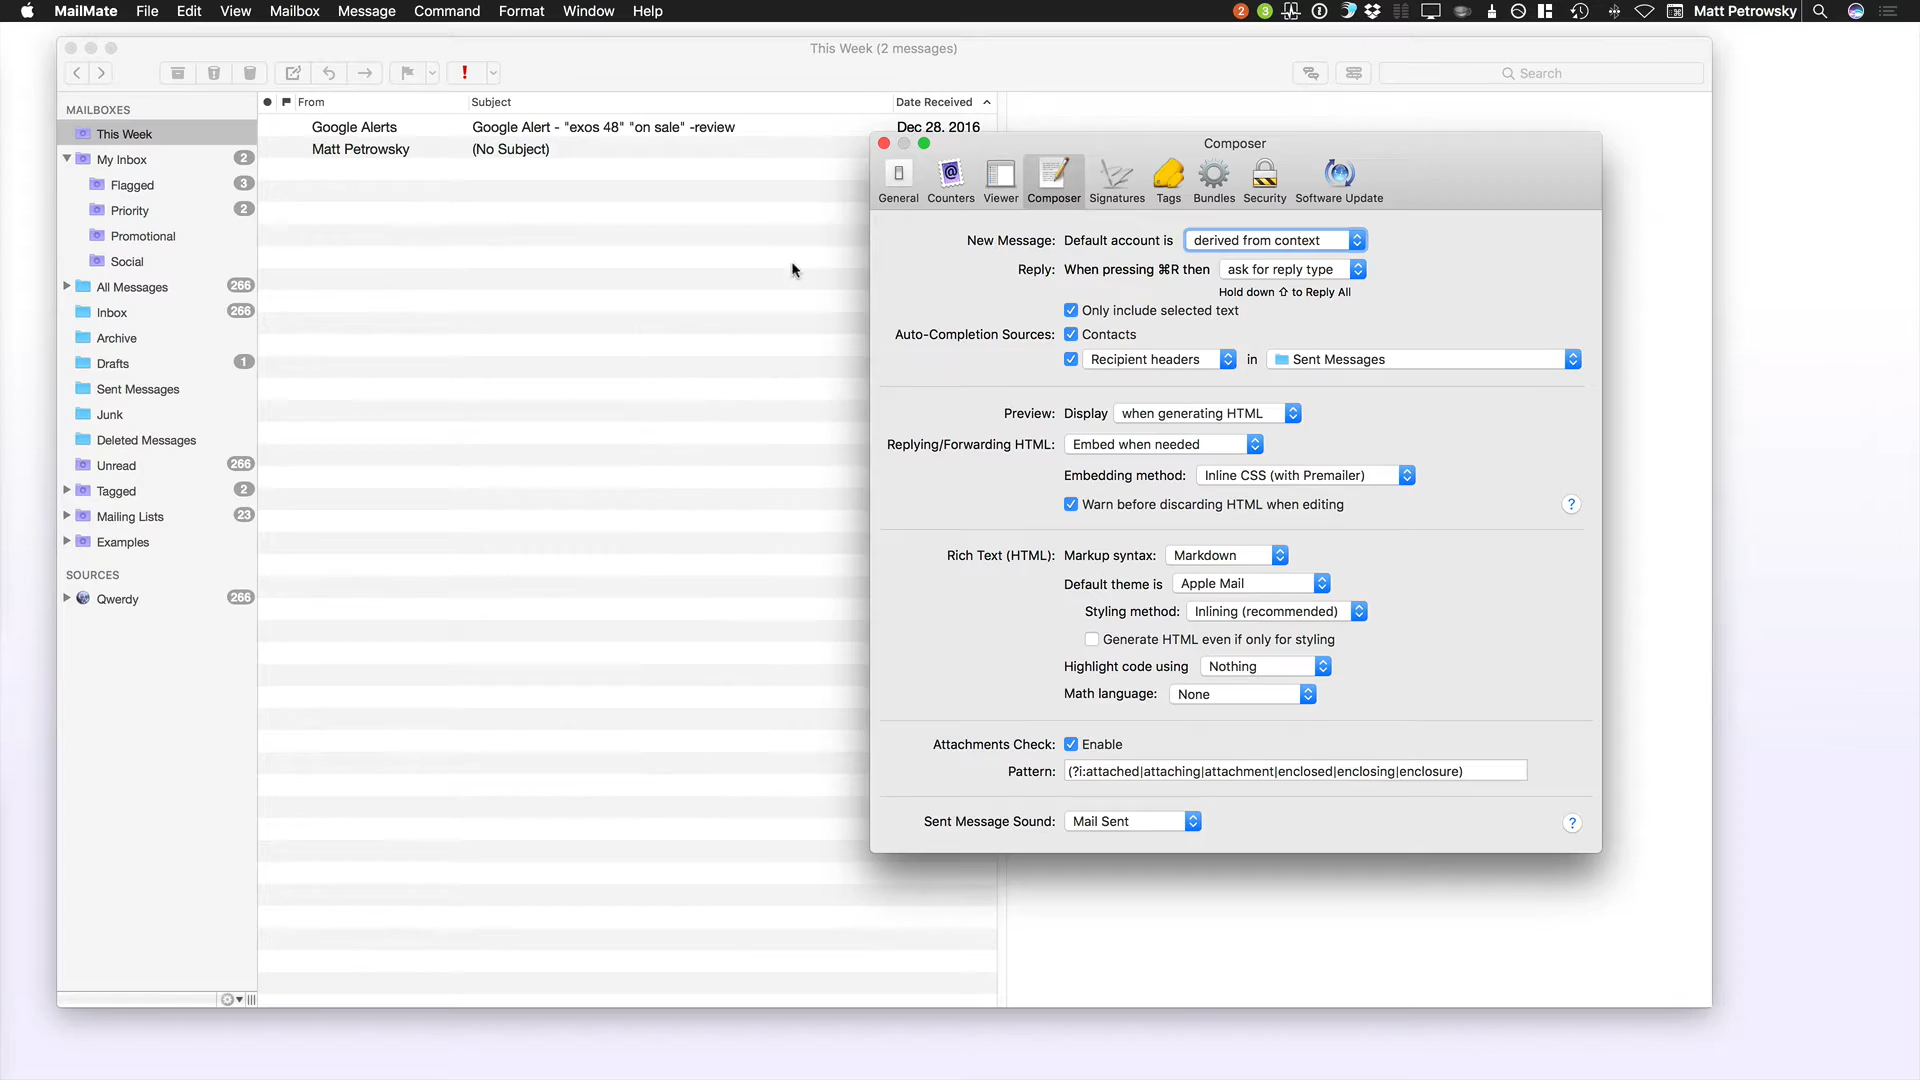 MailMate File Edit View Mailbox Message Command Format Window Help 2 3 Matt Petrowsky
This Week (2 messages)
Search
MAILBOXES
This Week
My Inbox 2
Flagged 3
Priority 2
Promotional
Social
All Messages 266
Inbox 266
Archive
Drafts 1
Sent Messages
Junk
Deleted Messages
Unread 266
Tagged 2
Mailing Lists 23
Examples
SOURCES
Qwerdy 266
From Subject Date Received
Google Alerts Google Alert - "exos 48" "on sale" -review Dec 28, 2016
Matt Petrowsky (No Subject)
Composer
General Counters Viewer Composer Signatures Tags Bundles Security Software Update
New Message: Default account is derived from context
Reply: When pressing ⌘R then ask for reply type
Hold down ⇧ to Reply All
Only include selected text
Auto-Completion Sources: Contacts
Recipient headers in Sent Messages
Preview: Display when generating HTML
Replying/Forwarding HTML: Embed when needed
Embedding method: Inline CSS (with Premailer)
Warn before discarding HTML when editing ?
Rich Text (HTML): Markup syntax: Markdown
Default theme is Apple Mail
Styling method: Inlining (recommended)
Generate HTML even if only for styling
Highlight code using Nothing
Math language: None
Attachments Check: Enable
Pattern: (?i:attached|attaching|attachment|enclosed|enclosing|enclosure)
Sent Message Sound: Mail Sent ?